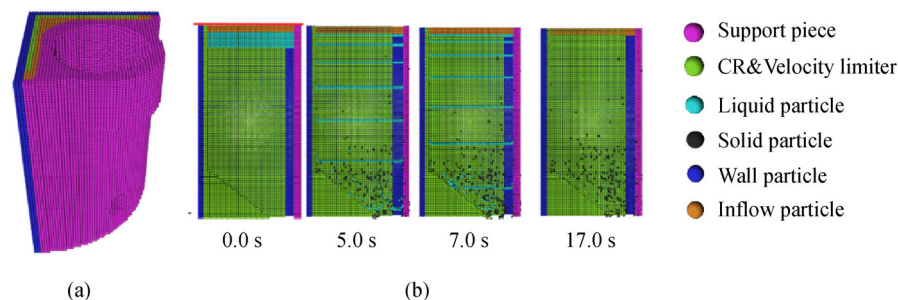 Support piece
CR&Velocity limiter
Liquid particle
Solid particle
Wall particle
Inflow particle
0.0 s 5.0 s 7.0 s 17.0 s
(a) (b)